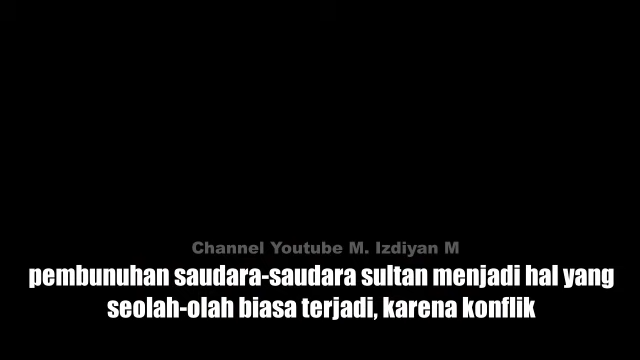 Channel Youtube M. Izdiyan M
pembunuhan saudara-saudara sultan menjadi hal yang
seolah-olah biasa terjadi, karena konflik